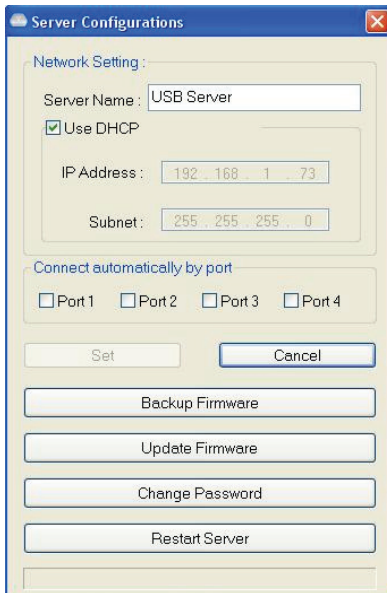 Server Configurations
Network Setting :
Server Name : USB Server
Use DHCP
IP Address : 192 . 168 . 1 . 73
Subnet : 255 . 255 . 255 . 0
Connect automatically by port
Port 1 Port 2 Port 3 Port 4
Set Cancel
Backup Firmware
Update Firmware
Change Password
Restart Server